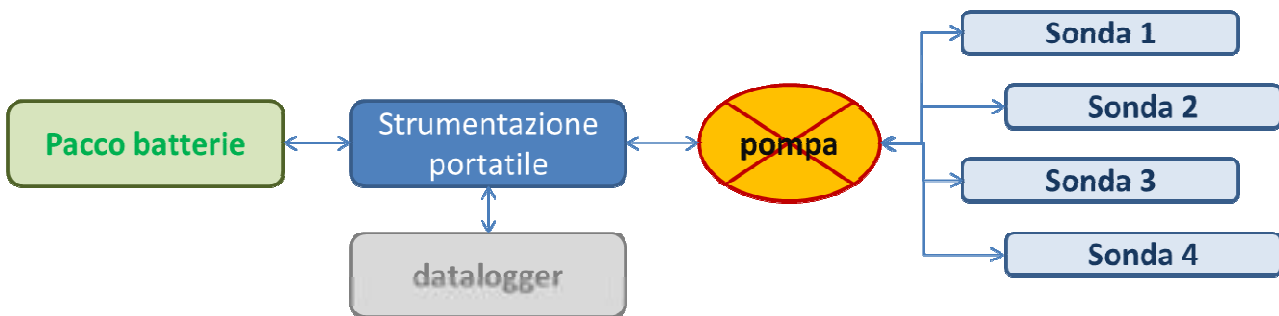 Pacco batterie
Strumentazione
portatile
datalogger
pompa
Sonda 1
Sonda 2
Sonda 3
Sonda 4